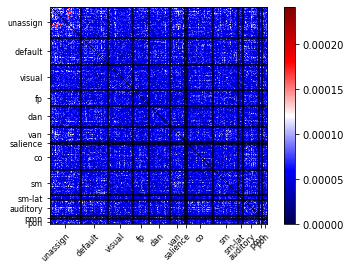 unassign
default
visual
fp
dan
van
salience
co
sm
sm-lat
auditory
pmn
pon
unassign
default
visual
fp
dan
van
salience
co
sm
sm-lat
auditory
0.00020
0.00015
0.00010
0.00005
0.00000